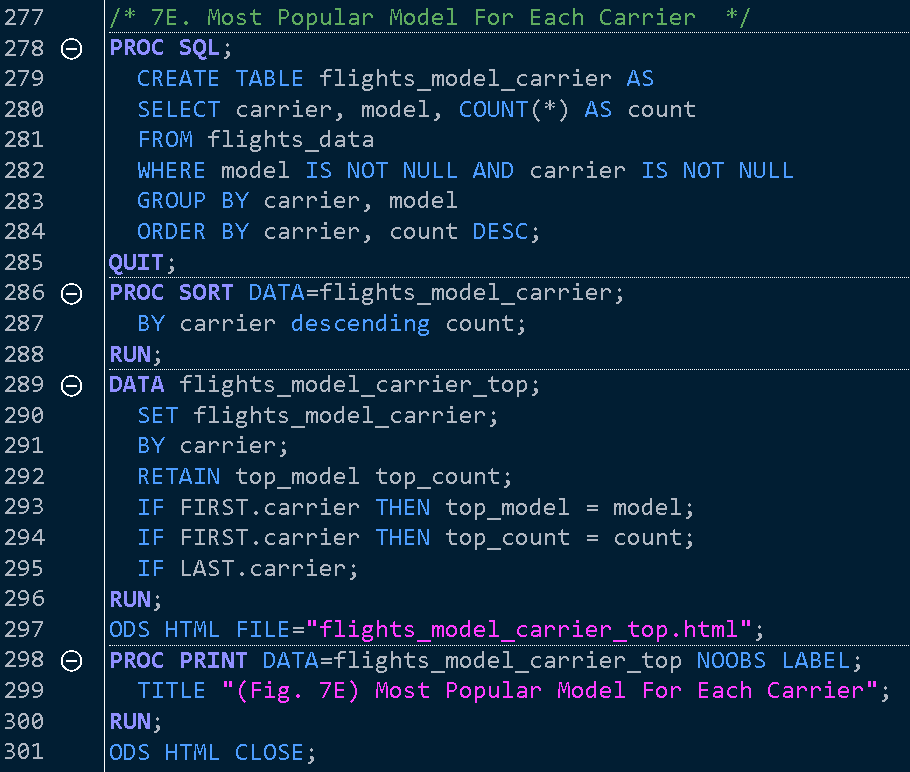 277 /* 7E. Most Popular Model For Each Carrier  */
278 PROC SQL;
279   CREATE TABLE flights_model_carrier AS
280   SELECT carrier, model, COUNT(*) AS count
281   FROM flights_data
282   WHERE model IS NOT NULL AND carrier IS NOT NULL
283   GROUP BY carrier, model
284   ORDER BY carrier, count DESC;
285 QUIT;
286 PROC SORT DATA=flights_model_carrier;
287   BY carrier descending count;
288 RUN;
289 DATA flights_model_carrier_top;
290   SET flights_model_carrier;
291   BY carrier;
292   RETAIN top_model top_count;
293   IF FIRST.carrier THEN top_model = model;
294   IF FIRST.carrier THEN top_count = count;
295   IF LAST.carrier;
296 RUN;
297 ODS HTML FILE="flights_model_carrier_top.html";
298 PROC PRINT DATA=flights_model_carrier_top NOOBS LABEL;
299   TITLE "(Fig. 7E) Most Popular Model For Each Carrier";
300 RUN;
301 ODS HTML CLOSE;